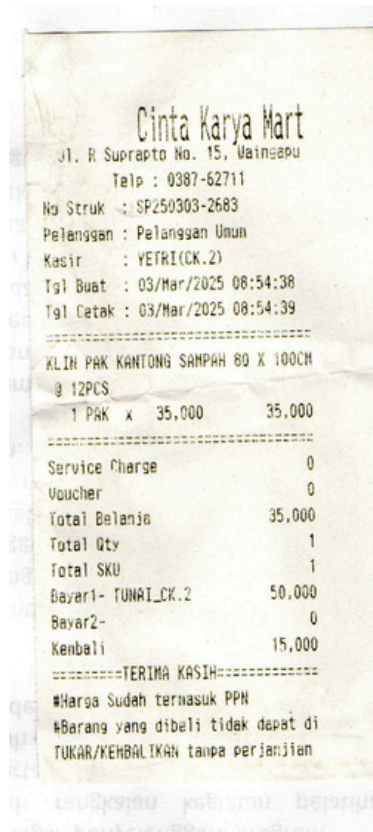 Cinta Karya Mart
Jl. R Suprapto No. 15, Waingapu
Telp : 0387-62711
No Struk : SP250303-2683
Pelanggan : Pelanggan Umum
Kasir : YETRI(CK.2)
Tgl Buat : 03/Mar/2025 08:54:38
Tgl Cetak : 03/Mar/2025 08:54:39
==============================
KLIN PAK KANTONG SAMPAH 80 X 100CM
@ 12PCS
1 PAK x 35,000 35,000
==============================
Service Charge 0
Voucher 0
Total Belanja 35,000
Total Qty 1
Total SKU 1
Bayar1- TUNAI_CK.2 50,000
Bayar2- 0
Kembali 15,000
=========TERIMA KASIH============
#Harga Sudah termasuk PPN
#Barang yang dibeli tidak dapat di
TUKAR/KEMBALIKAN tanpa perjanjian